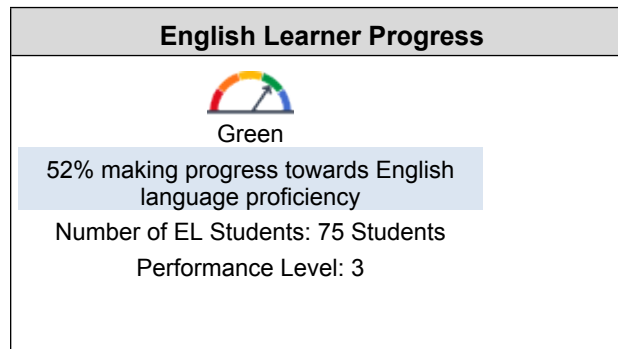 English Learner Progress
Green
52% making progress towards English
language proficiency
Number of EL Students: 75 Students
Performance Level: 3